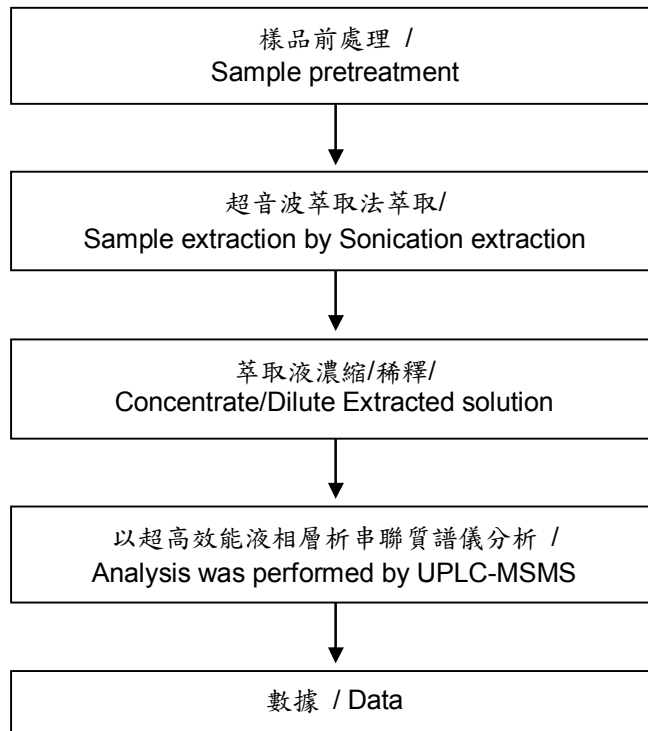 樣品前處理 /
Sample pretreatment
超音波萃取法萃取/
Sample extraction by Sonication extraction
萃取液濃縮/稀釋/
Concentrate/Dilute Extracted solution
以超高效能液相層析串聯質譜儀分析 /
Analysis was performed by UPLC-MSMS
數據 / Data